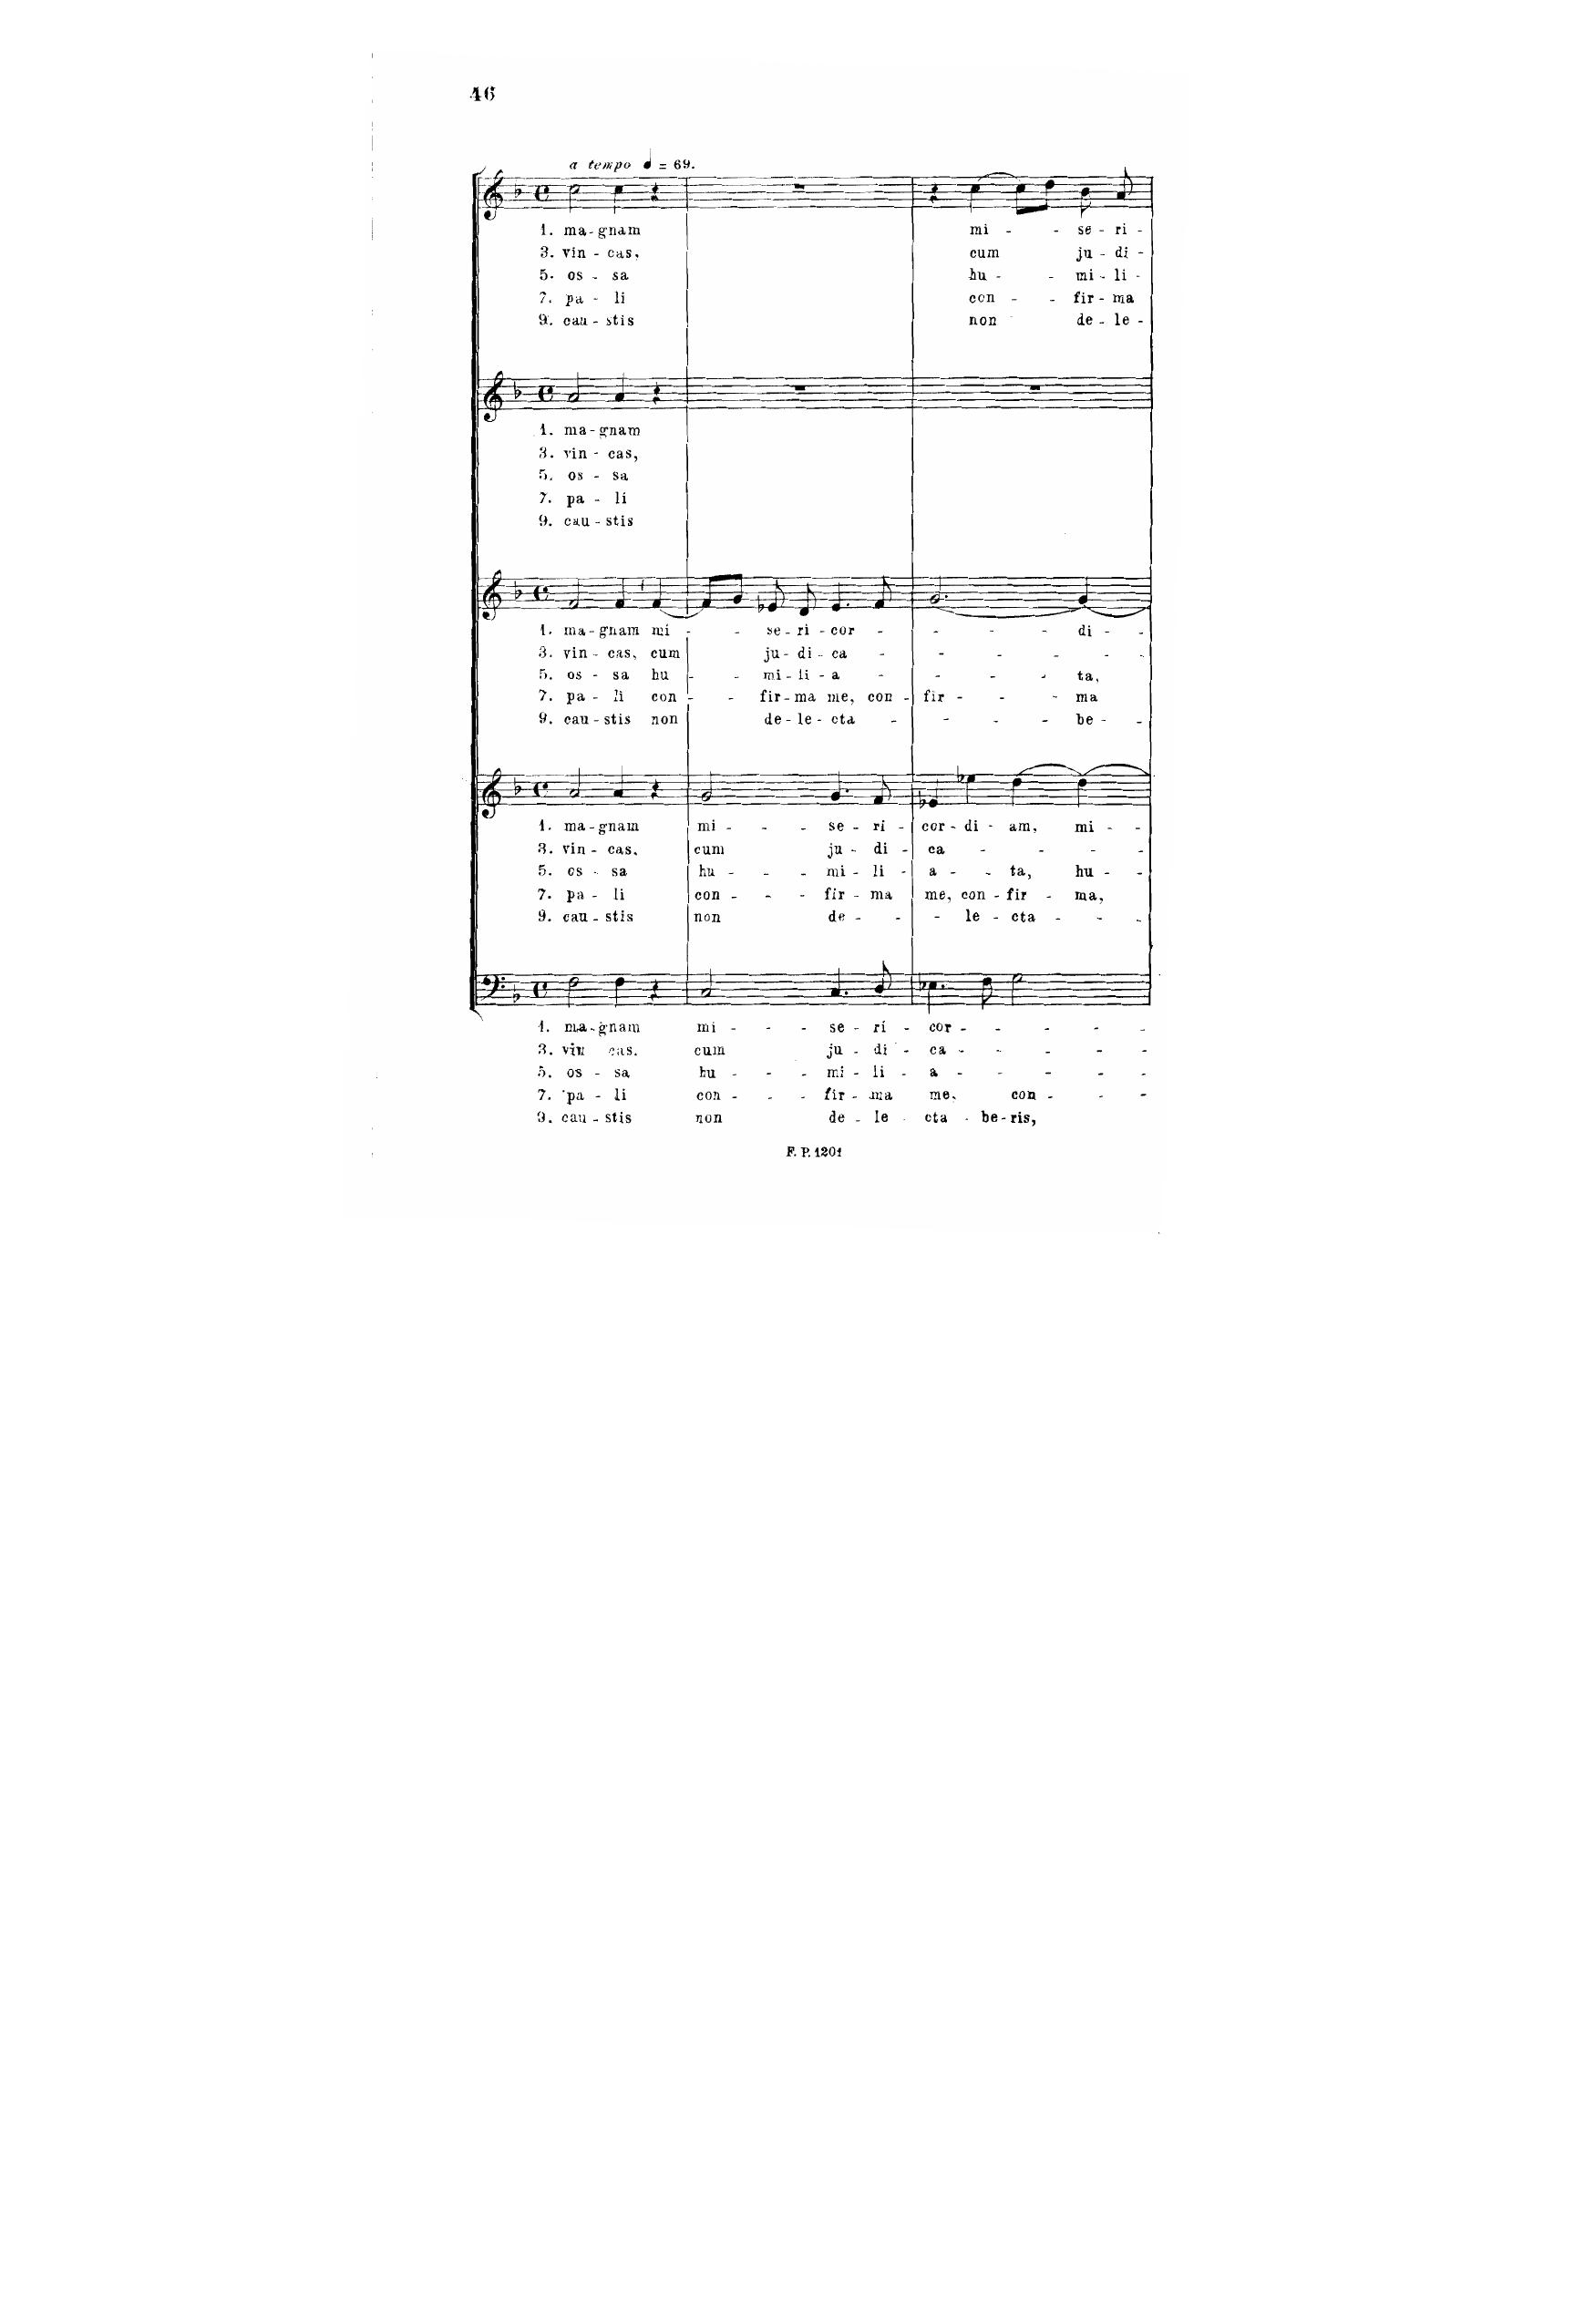 46
a tempo ♩ = 69.
1. ma-gnam mi - - se - ri -
3. vin - cas, cum ju - di -
5. os - sa hu - - mi - li -
7. pa - li con - - fir - ma
9. cau - stis non de - le -
1. ma-gnam
3. vin - cas,
5. os - sa
7. pa - li
9. cau - stis
1. ma-gnam mi - - se - ri - cor - - - - di - -
3. vin - cas, cum ju - di - ca - - - - - -
5. os - sa hu - - mi - li - a - - - - ta,
7. pa - li con - - fir - ma me, con - fir - - - ma
9. cau - stis non de - le - cta - - - - be - -
1. ma-gnam mi - - - se - ri - cor - di - am, mi - -
3. vin - cas. cum ju - di - ca - - - -
5. os - sa hu - - - mi - li - a - - ta, hu - -
7. pa - li con - - - fir - ma me, con - fir - ma,
9. cau - stis non de - - - le - cta - - -
1. ma-gnam mi - - - se - ri - cor - - - - -
3. vin cas. cum ju - di - ca - - - - -
5. os - sa hu - - - mi - li - a - - - - -
7. pa - li con - - - fir - ma me, con - - -
9. cau - stis non de - le - cta - be - ris,
F. P. 1201